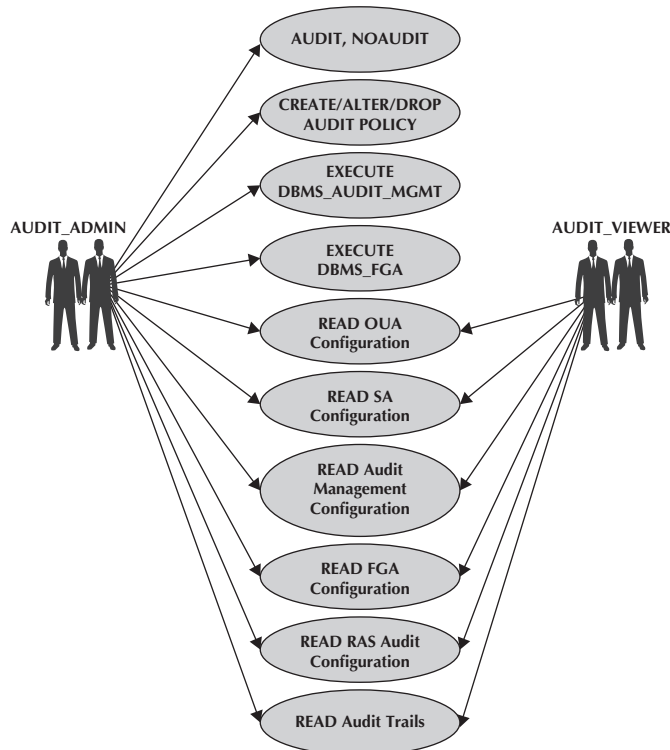 AUDIT, NOAUDIT
CREATE/ALTER/DROP
AUDIT POLICY
EXECUTE
DBMS_AUDIT_MGMT
AUDIT_ADMIN
AUDIT_VIEWER
EXECUTE
DBMS_FGA
READ OUA
Configuration
READ SA
Configuration
READ Audit
Management
Configuration
READ FGA
Configuration
READ RAS Audit
Configuration
READ Audit Trails